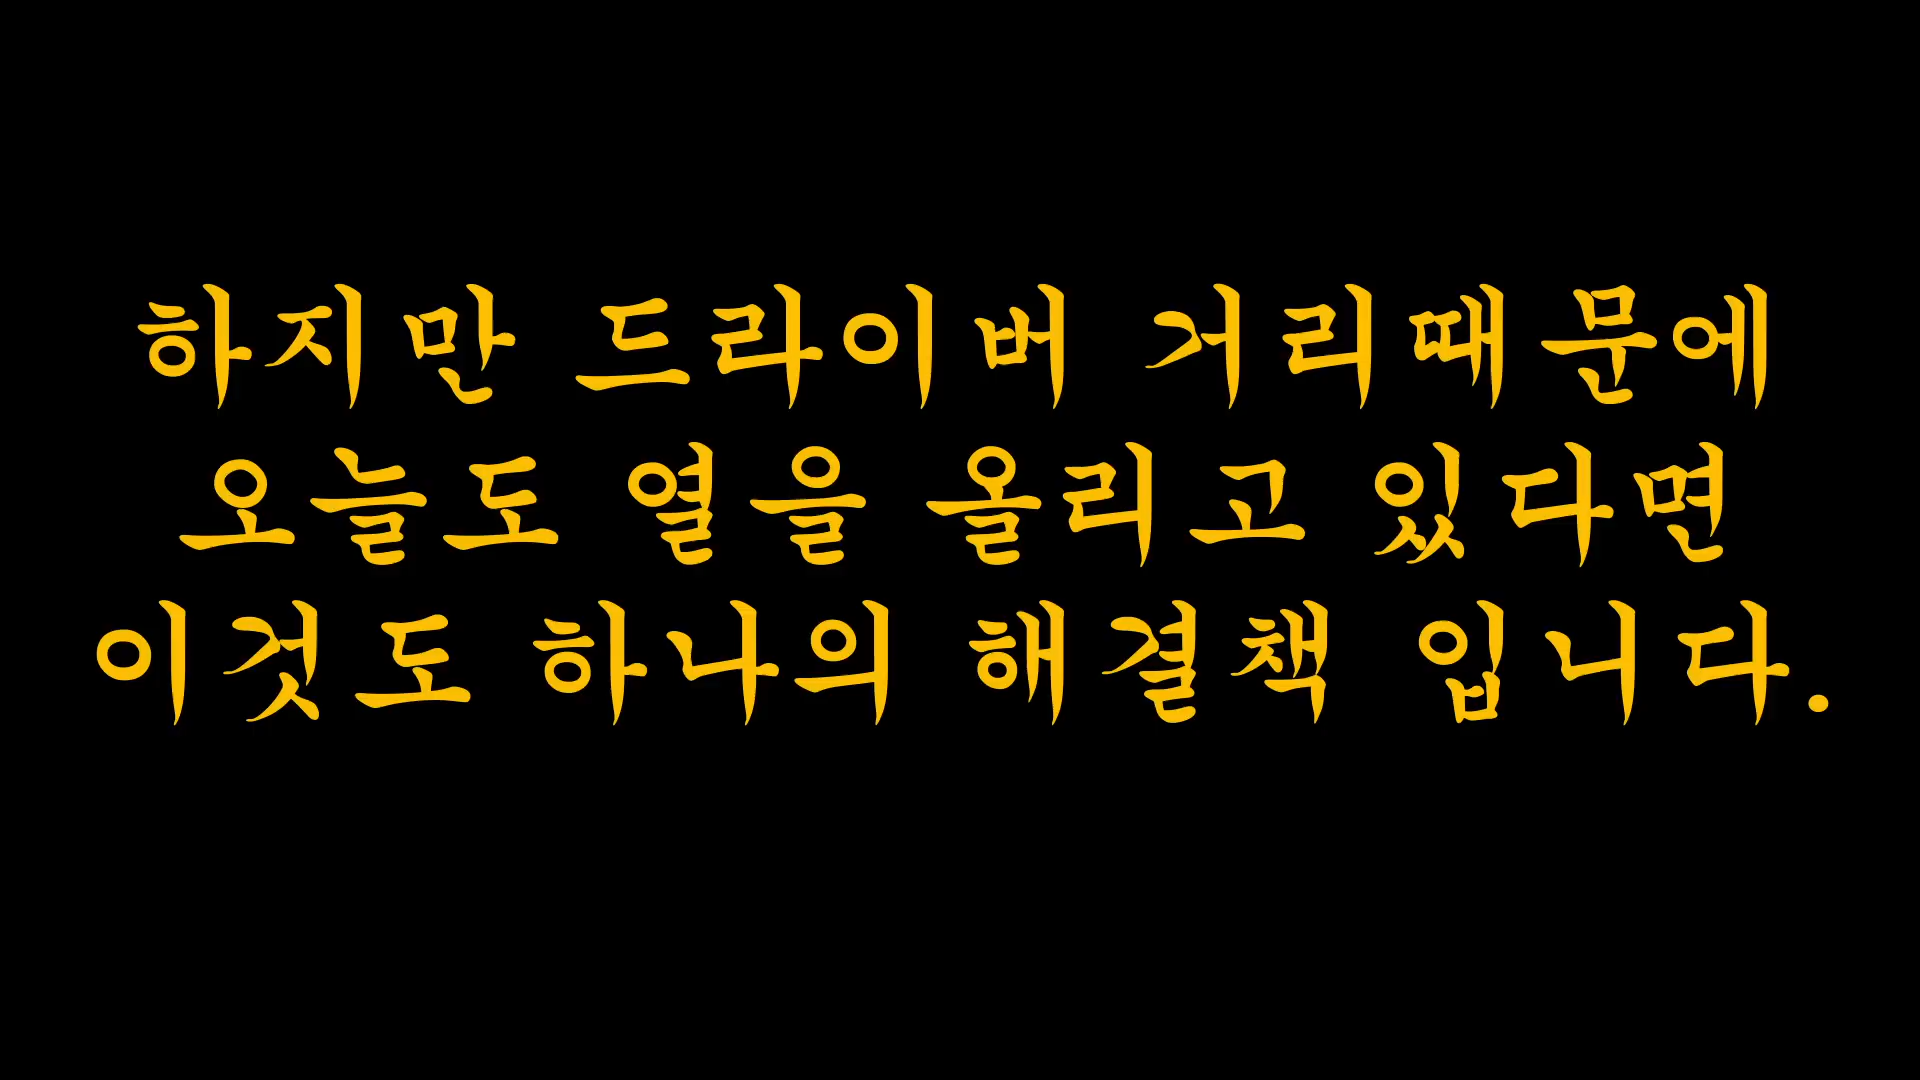 하지만 드라이버 거리때문에
오늘도 열을 올리고 있다면
이것도 하나의 해결책 입니다.